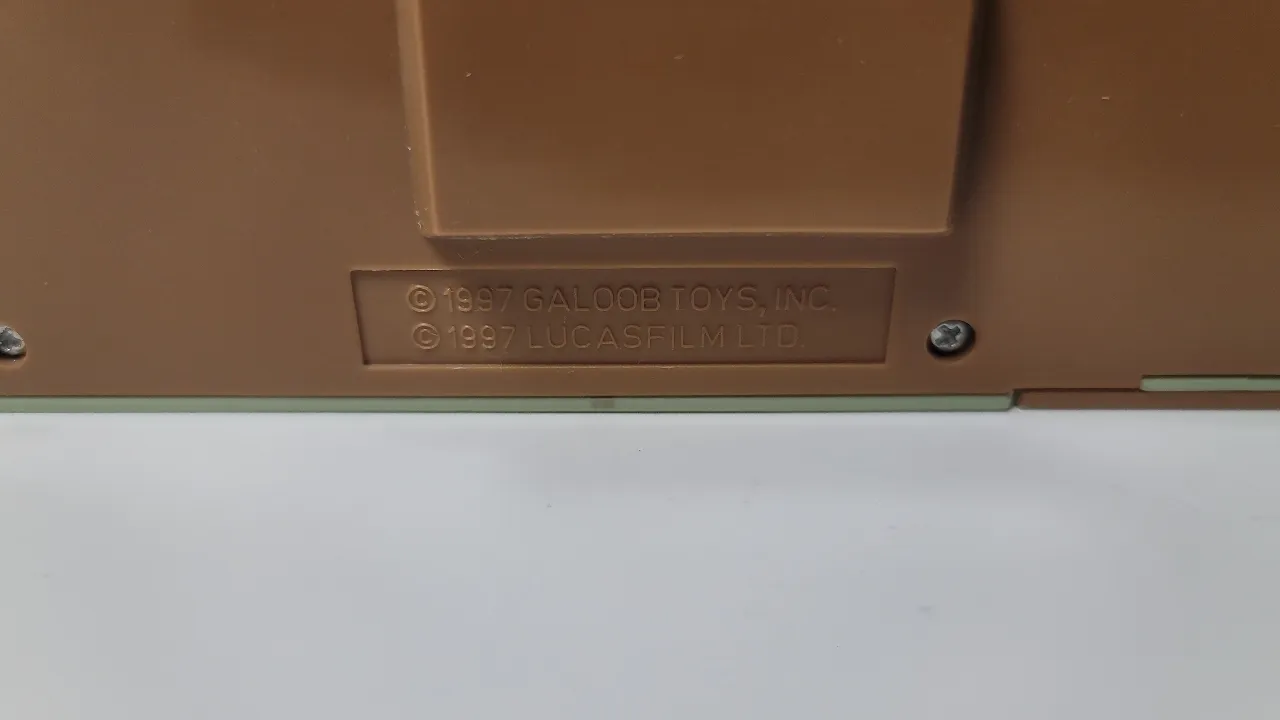 © 1997 GALOOB TOYS, INC.
© 1997 LUCASFILM LTD.